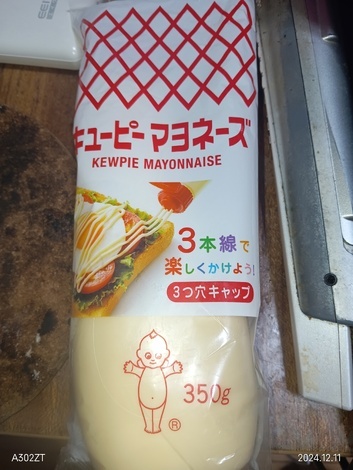 キユーピー マヨネーズ
KEWPIE MAYONNAISE
3本線で
楽しくかけよう!
3つ穴キャップ
350g
®
A302ZT
2024.12.11